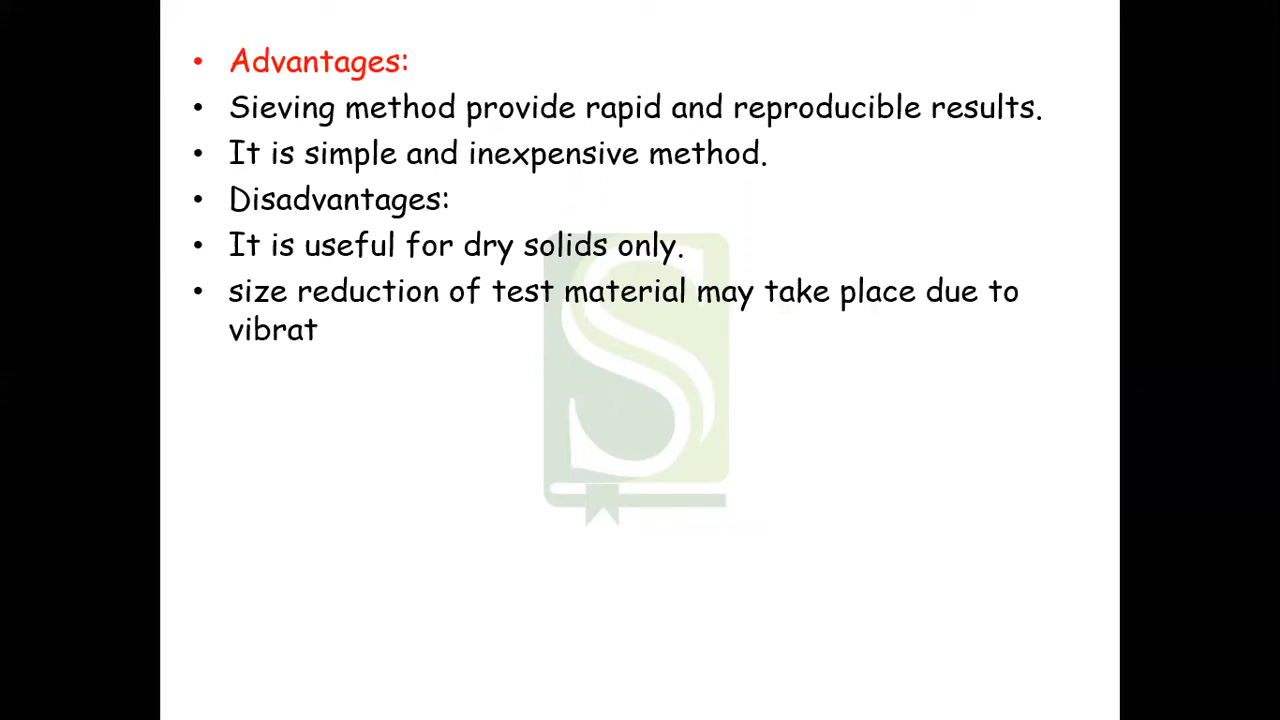 • Advantages:
• Sieving method provide rapid and reproducible results.
• It is simple and inexpensive method.
• Disadvantages:
• It is useful for dry solids only.
• size reduction of test material may take place due to
vibrat